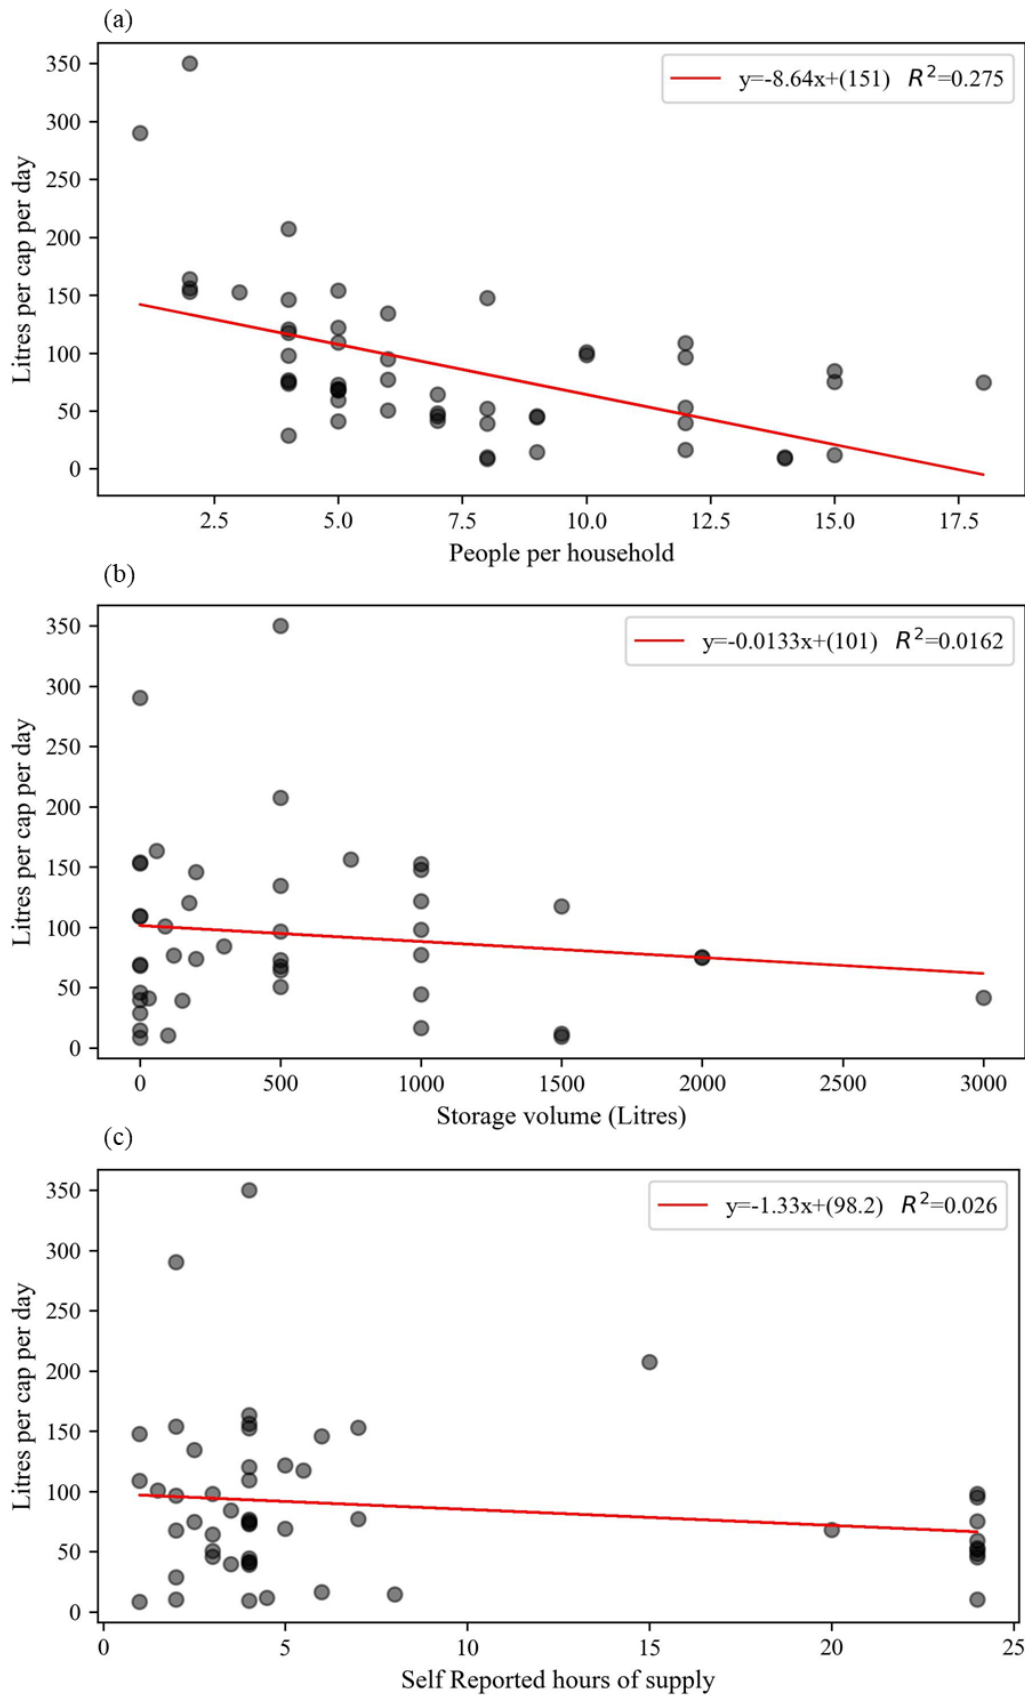 (a)
350
300
250
200
150
100
50
0
Litres per cap per day
y=-8.64x+(151) R²=0.275
2.5 5.0 7.5 10.0 12.5 15.0 17.5
People per household
(b)
350
300
250
200
150
100
50
0
Litres per cap per day
y=-0.0133x+(101) R²=0.0162
0 500 1000 1500 2000 2500 3000
Storage volume (Litres)
(c)
350
300
250
200
150
100
50
0
Litres per cap per day
y=-1.33x+(98.2) R²=0.026
0 5 10 15 20 25
Self Reported hours of supply